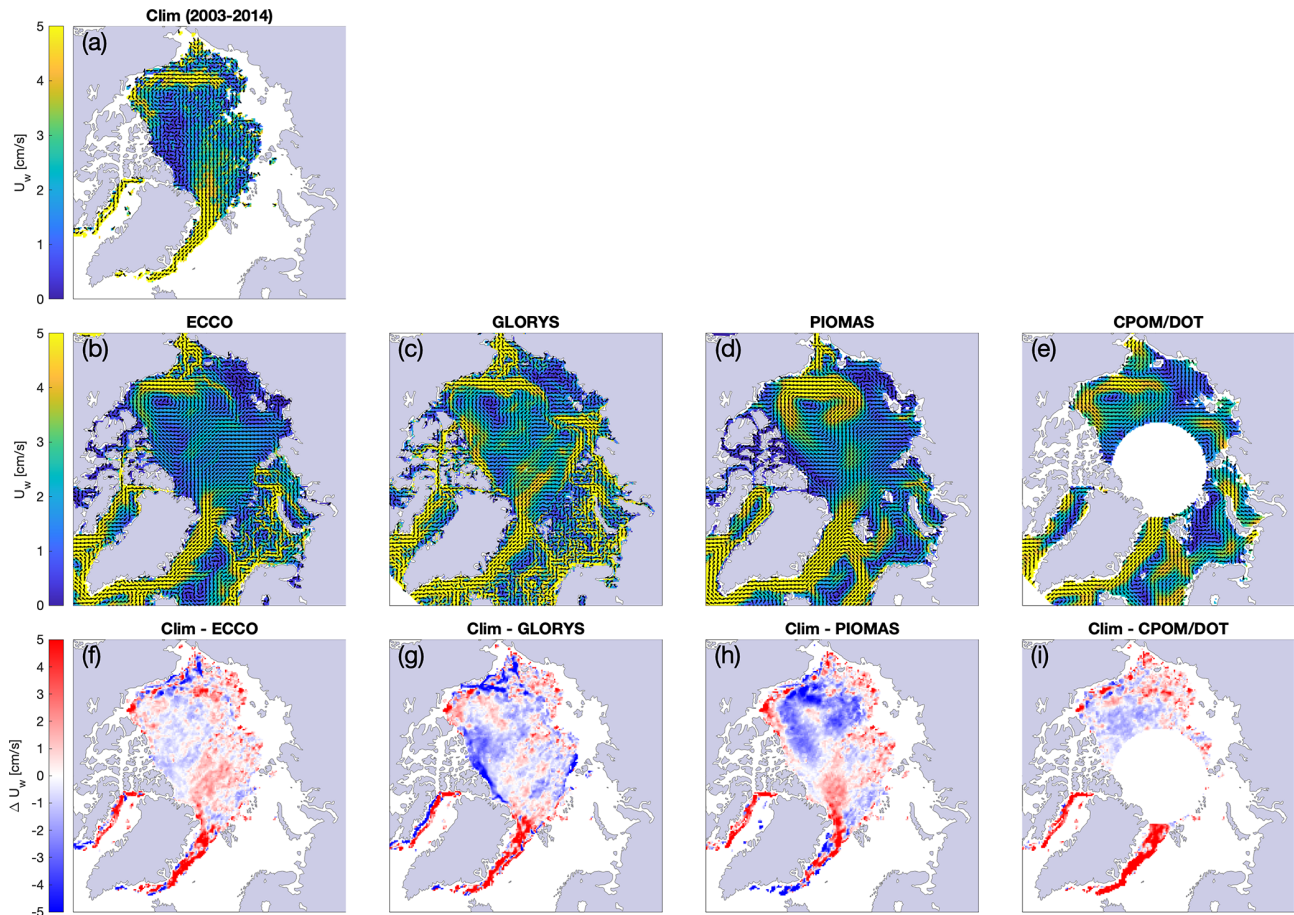 Clim (2003-2014)
(a)
5
4
3
2
1
0
U_w [cm/s]
ECCO
GLORYS
PIOMAS
CPOM/DOT
(b)
(c)
(d)
(e)
5
4
3
2
1
0
U_w [cm/s]
Clim - ECCO
Clim - GLORYS
Clim - PIOMAS
Clim - CPOM/DOT
(f)
(g)
(h)
(i)
5
4
3
2
1
0
-1
-2
-3
-4
-5
Δ U_w [cm/s]